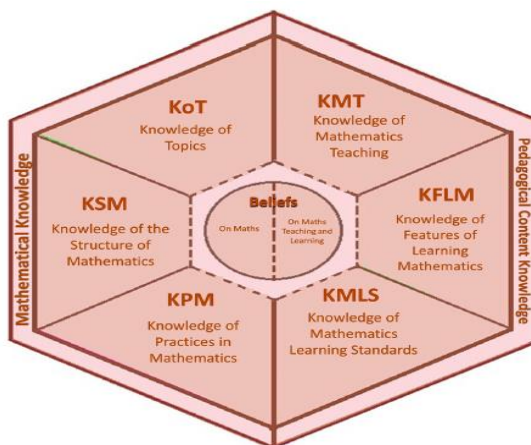 KoT
Knowledge of
Topics
KMT
Knowledge of
Mathematics
Teaching
Mathematical Knowledge
KSM
Knowledge of the
Structure of
Mathematics
Beliefs
On Maths
On Maths
Teaching and
Learning
KFLM
Knowledge of
Features of
Learning
Mathematics
Pedagogical Content Knowledge
KPM
Knowledge of
Practices in
Mathematics
KMLS
Knowledge of
Mathematics
Learning Standards